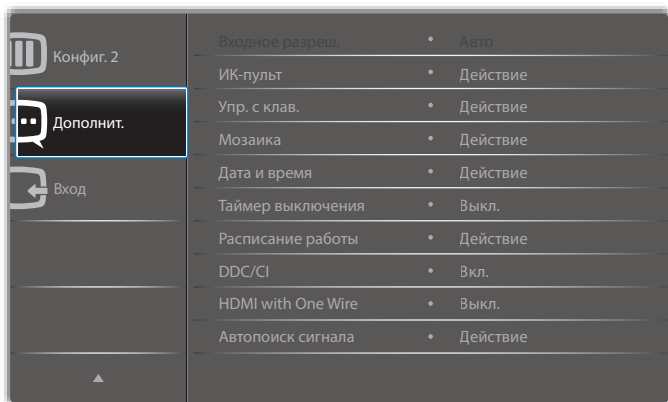 Конфиг. 2
Дополнит.
Вход
Входное разреш. • Авто
ИК-пульт • Действие
Упр. с клав. • Действие
Мозаика • Действие
Дата и время • Действие
Таймер выключения • Выкл.
Расписание работы • Действие
DDC/CI • Вкл.
HDMI with One Wire • Выкл.
Автопоиск сигнала • Действие